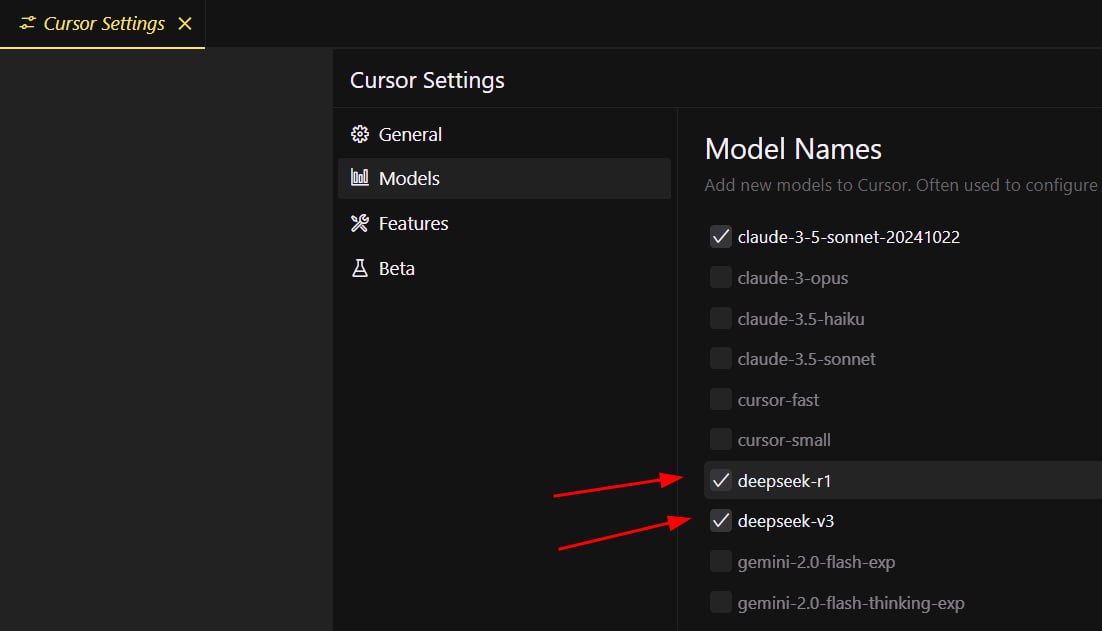 Cursor Settings
Cursor Settings
General
Models
Features
Beta
Model Names
Add new models to Cursor. Often used to configure
claude-3-5-sonnet-20241022
claude-3-opus
claude-3.5-haiku
claude-3.5-sonnet
cursor-fast
cursor-small
deepseek-r1
deepseek-v3
gemini-2.0-flash-exp
gemini-2.0-flash-thinking-exp